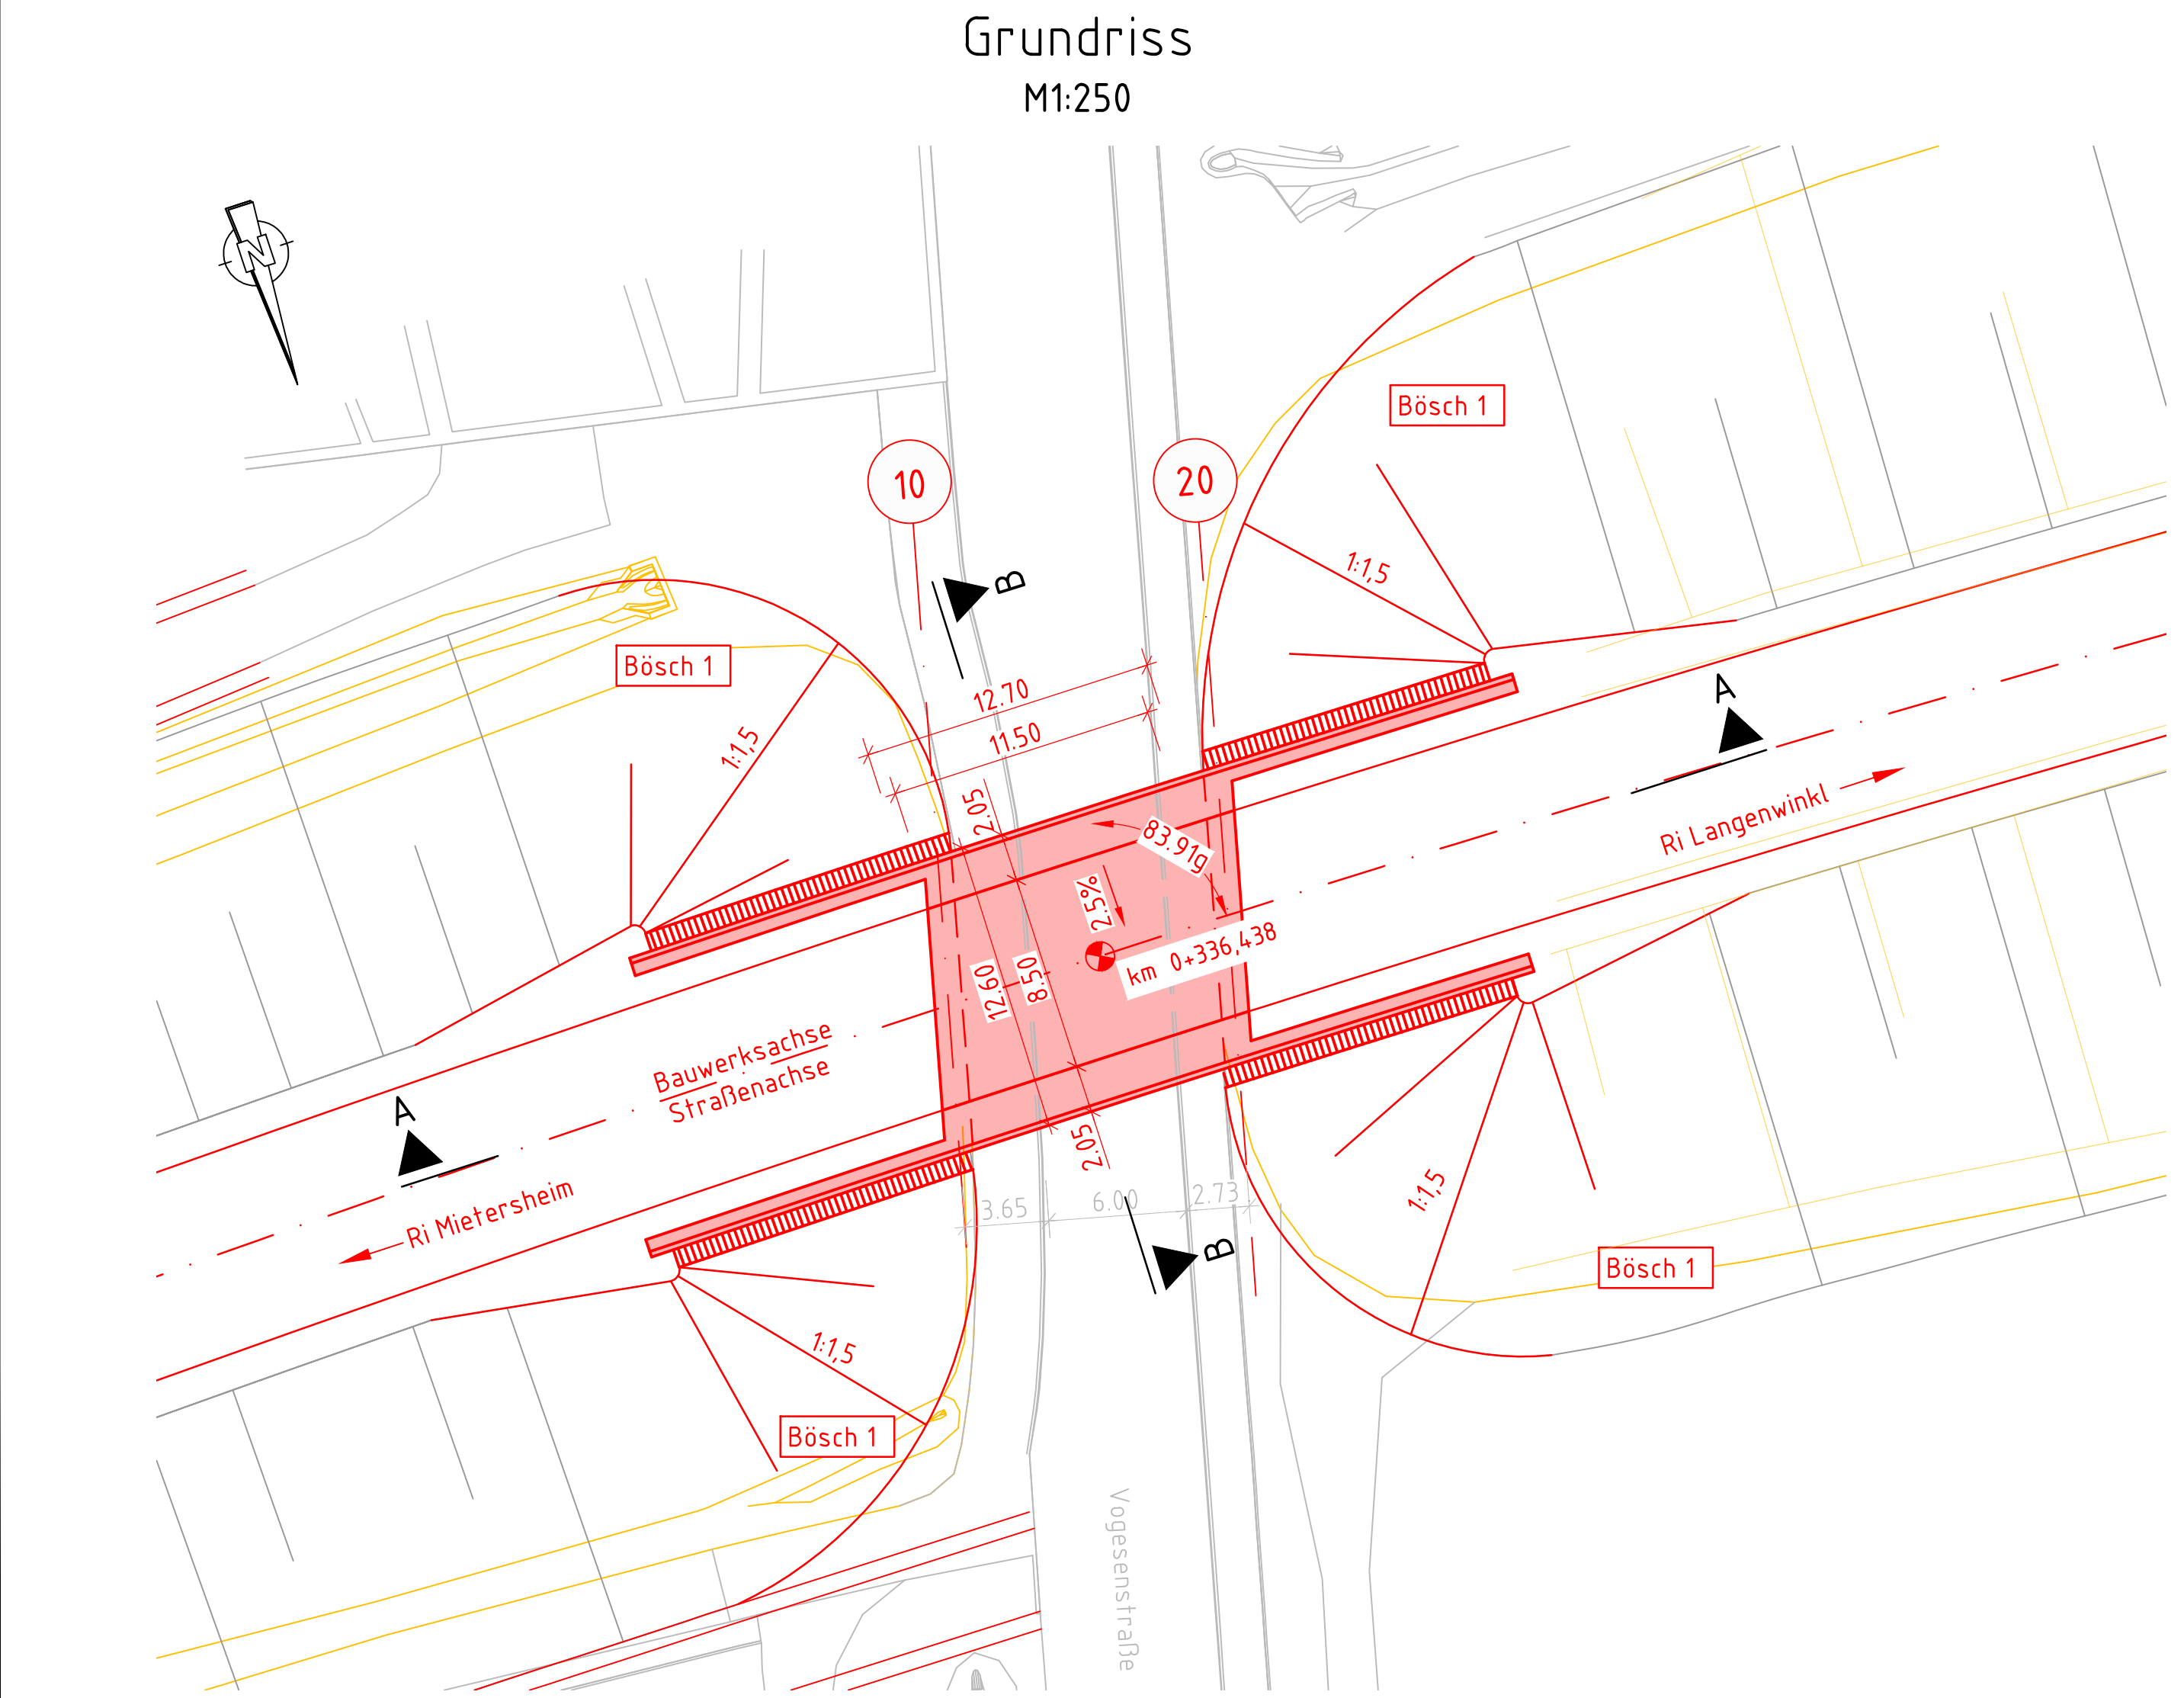 Grundriss
M1:250
N
Bösch 1
10
20
1:1,5
B
Bösch 1
12.70
11.50
1:1,5
A
2.05
83.91g
Ri Langenwinkl
2.5%
km 0+336,438
12.60
8.50
Bauwerksachse
Straßenachse
A
2.05
Ri Mietersheim
3.65
6.00
2.73
1:1,5
B
Bösch 1
1:1,5
Bösch 1
Vogesenstraße